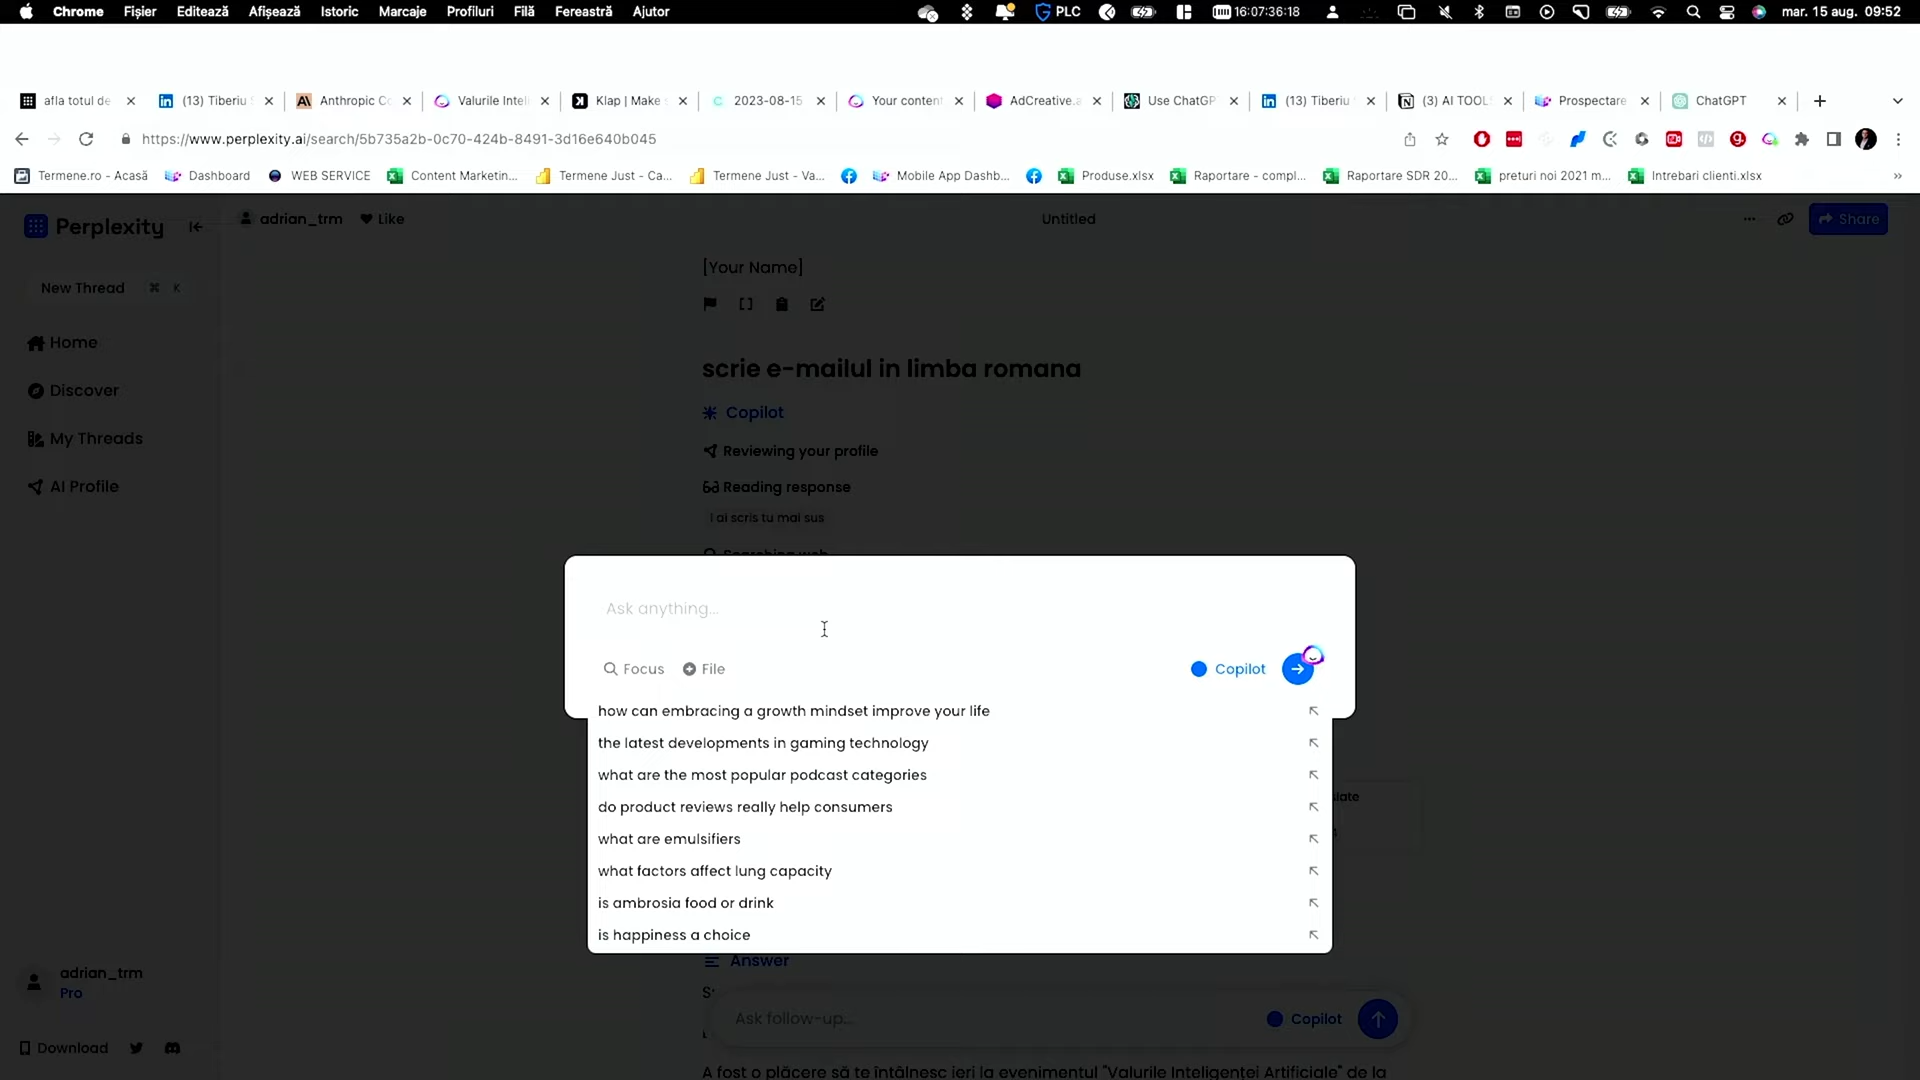 Chrome Fișier Editează Afișează Istoric Marcaje Profiluri Filă Fereastră Ajutor PLC 16:07:36:18 mar. 15 aug. 09:52
afla totul de (13) Tiberiu Anthropic Co Valurile Intel Klap | Make 2023-08-15 Your content AdCreative.a Use ChatGP (13) Tiberiu (3) AI TOOL Prospectare ChatGPT
https://www.perplexity.ai/search/5b735a2b-0c70-424b-8491-3d16e640b045
Termene.ro - Acasă Dashboard WEB SERVICE Content Marketin... Termene Just - Ca... Termene Just - Va... Mobile App Dashb... Produse.xlsx Raportare - compl... Raportare SDR 20... preturi noi 2021 m... Intrebari clienti.xlsx »
Perplexity adrian_trm Like Untitled ... Share
[Your Name]
New Thread ⌘ K
Home
scrie e-mailul in limba romana
Discover
Copilot
My Threads
Reviewing your profile
AI Profile
Reading response
l ai scris tu mai sus
Searching web
Ask anything...
Focus File Copilot
how can embracing a growth mindset improve your life
the latest developments in gaming technology
what are the most popular podcast categories
do product reviews really help consumers
what are emulsifiers
what factors affect lung capacity
is ambrosia food or drink
is happiness a choice
Answer
adrian_trm
Pro
Ask follow-up... Copilot
Download
A fost o plăcere să te întâlnesc ieri la evenimentul "Valurile Inteligenței Artificiale" de la